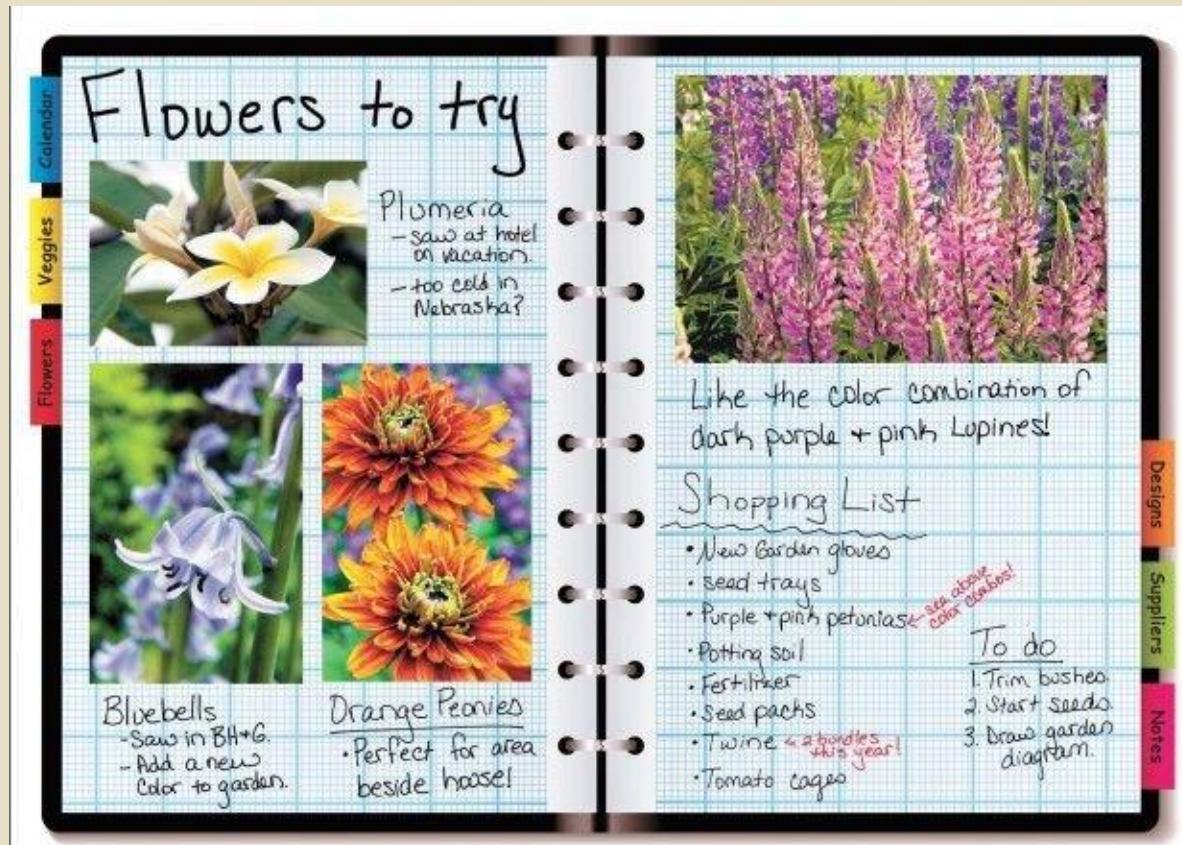 Calendar
Veggies
Flowers
Flowers to try
Plumeria
- saw at hotel
on vacation.
- too cold in
Nebraska?
Bluebells
- Saw in BH+G.
- Add a new
Color to garden.
Orange Peonies
• Perfect for area
beside house!
Like the color combination of
dark purple + pink Lupines!
Shopping List
• New Garden gloves
• seed trays
• Purple + pink petunias ← see above
color combos!
• Potting soil
• Fertilizer
• Seed packs
• Twine ← 2 bundles
this year!
• Tomato cages
To do
1. Trim bushes.
2. Start seeds.
3. Draw garden
diagram.
Designs
Suppliers
Notes